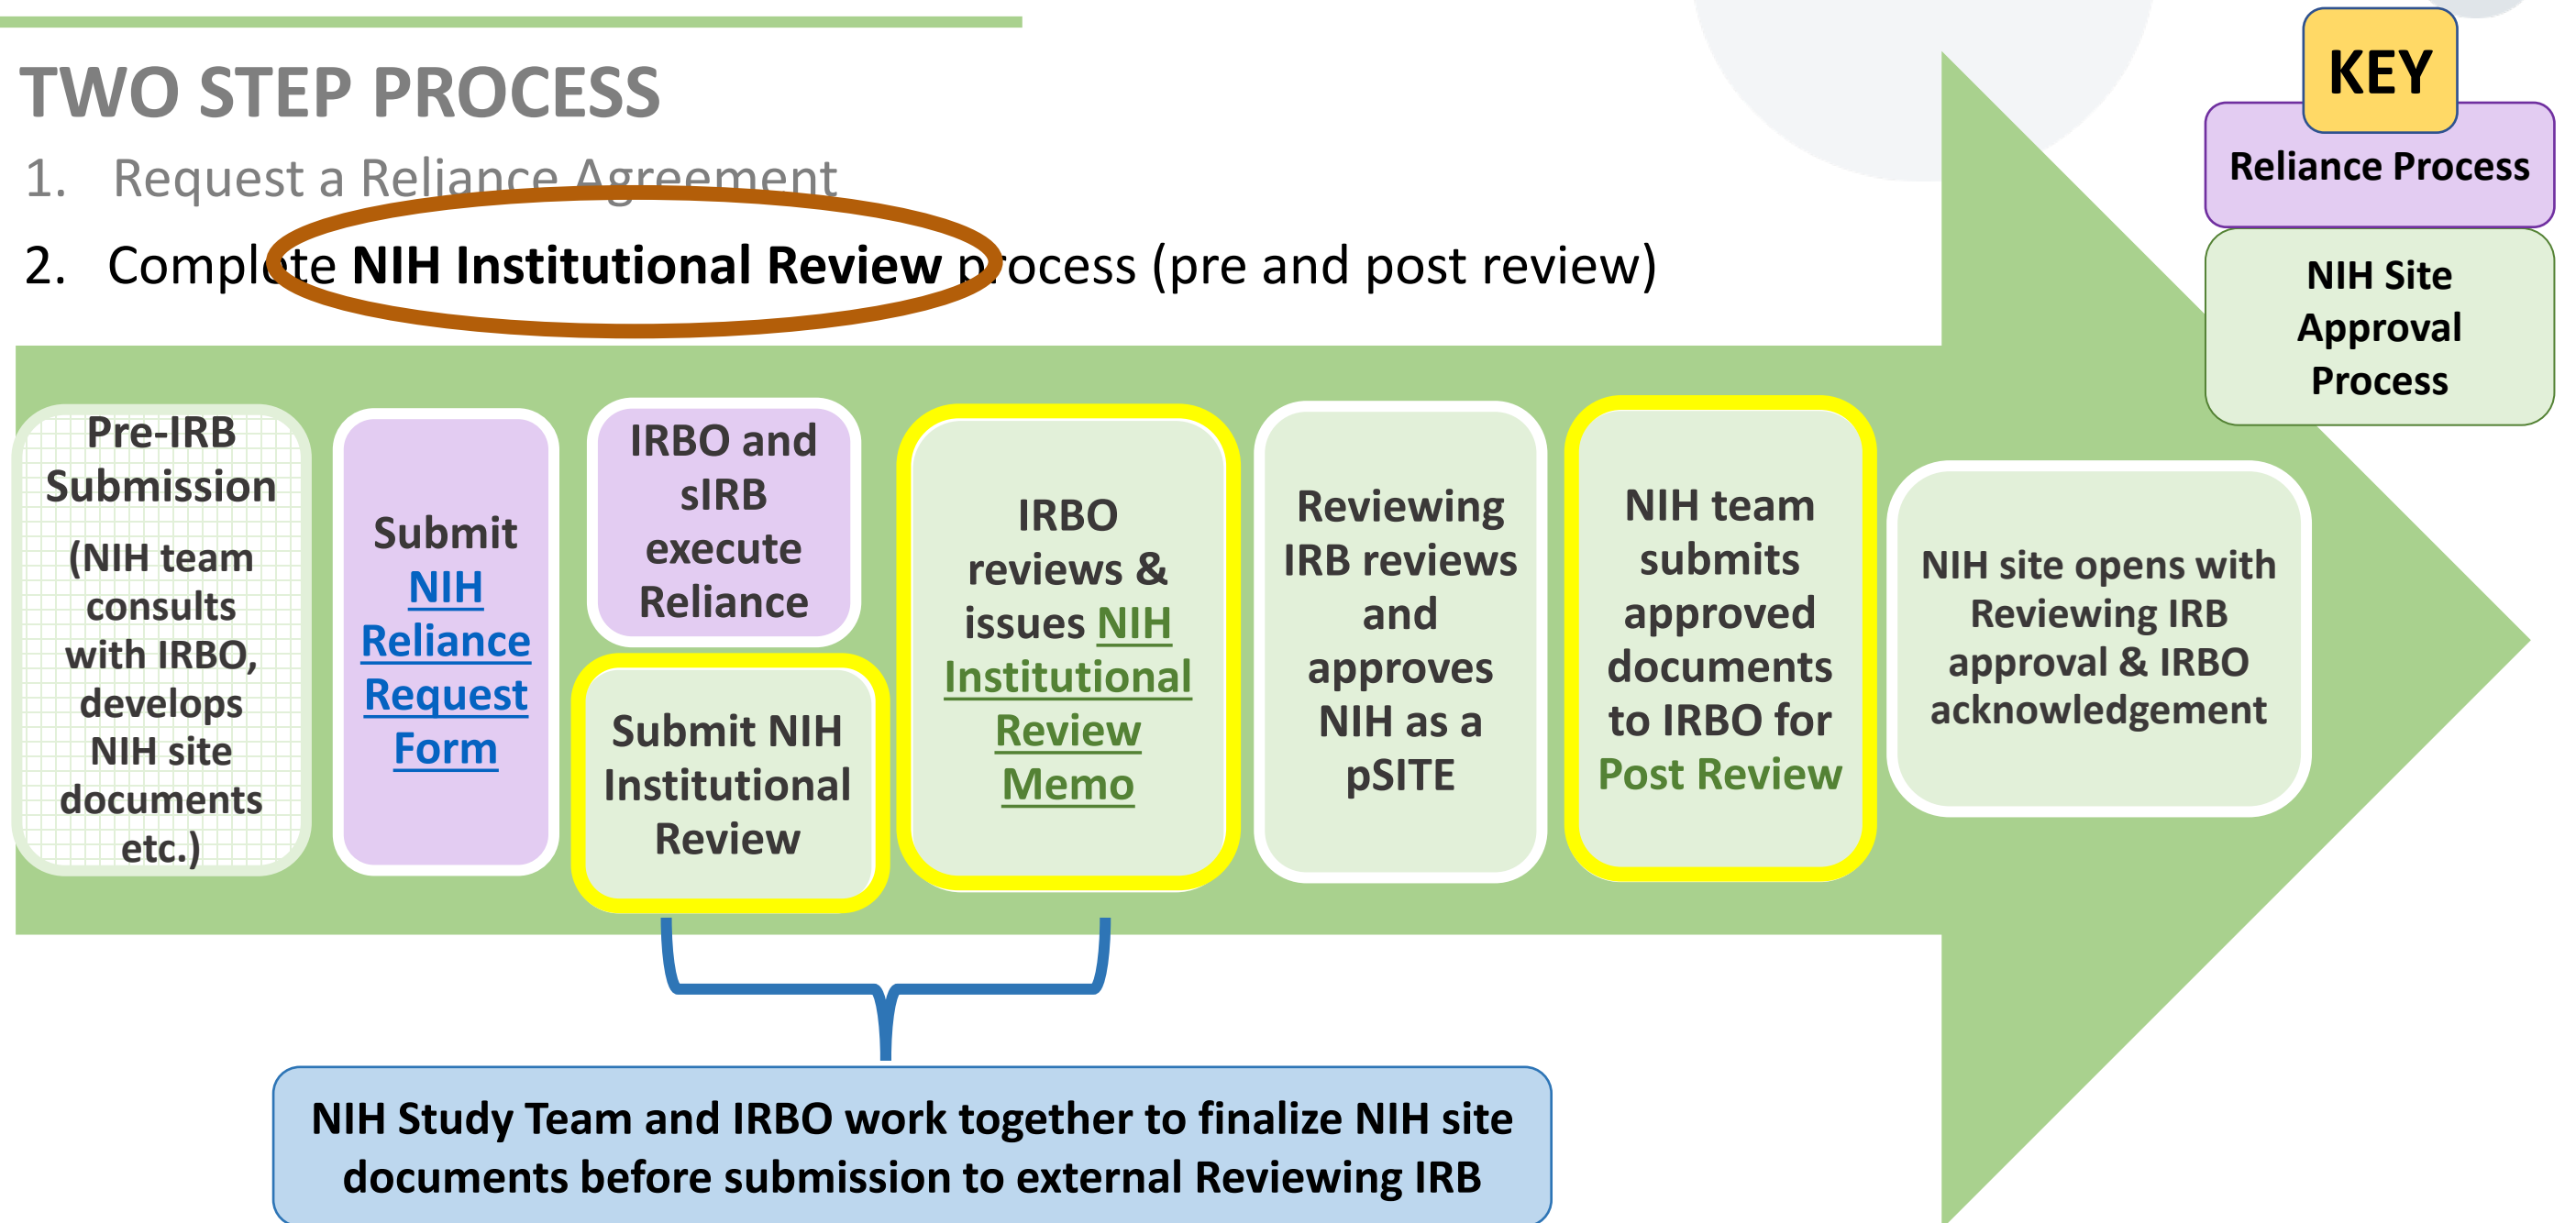 TWO STEP PROCESS
1. Request a Reliance Agreement
2. Complete NIH Institutional Review process (pre and post review)
KEY
Reliance Process
NIH Site
Approval
Process
Pre-IRB
Submission
(NIH team
consults
with IRBO,
develops
NIH site
documents
etc.)
Submit
NIH
Reliance
Request
Form
IRBO and
sIRB
execute
Reliance
Submit NIH
Institutional
Review
IRBO
reviews &
issues NIH
Institutional
Review
Memo
Reviewing
IRB reviews
and
approves
NIH as a
pSITE
NIH team
submits
approved
documents
to IRBO for
Post Review
NIH site opens with
Reviewing IRB
approval & IRBO
acknowledgement
NIH Study Team and IRBO work together to finalize NIH site
documents before submission to external Reviewing IRB